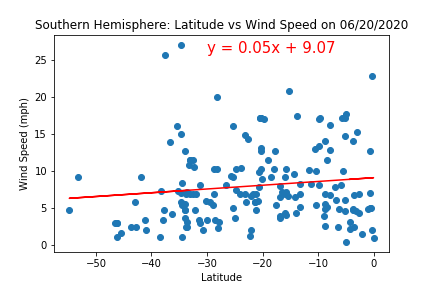 Southern Hemisphere: Latitude vs Wind Speed on 06/20/2020
y = 0.05x + 9.07
25
20
15
10
5
0
Wind Speed (mph)
−50 −40 −30 −20 −10 0
Latitude